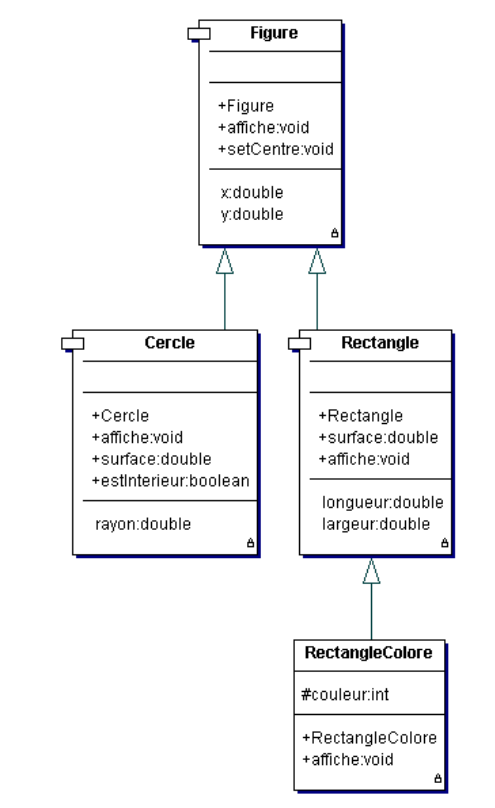 Figure
+Figure
+affiche:void
+setCentre:void
x:double
y:double
Cercle
+Cercle
+affiche:void
+surface:double
+estInterieur:boolean
rayon:double
Rectangle
+Rectangle
+surface:double
+affiche:void
longueur:double
largeur:double
RectangleColore
#couleur:int
+RectangleColore
+affiche:void